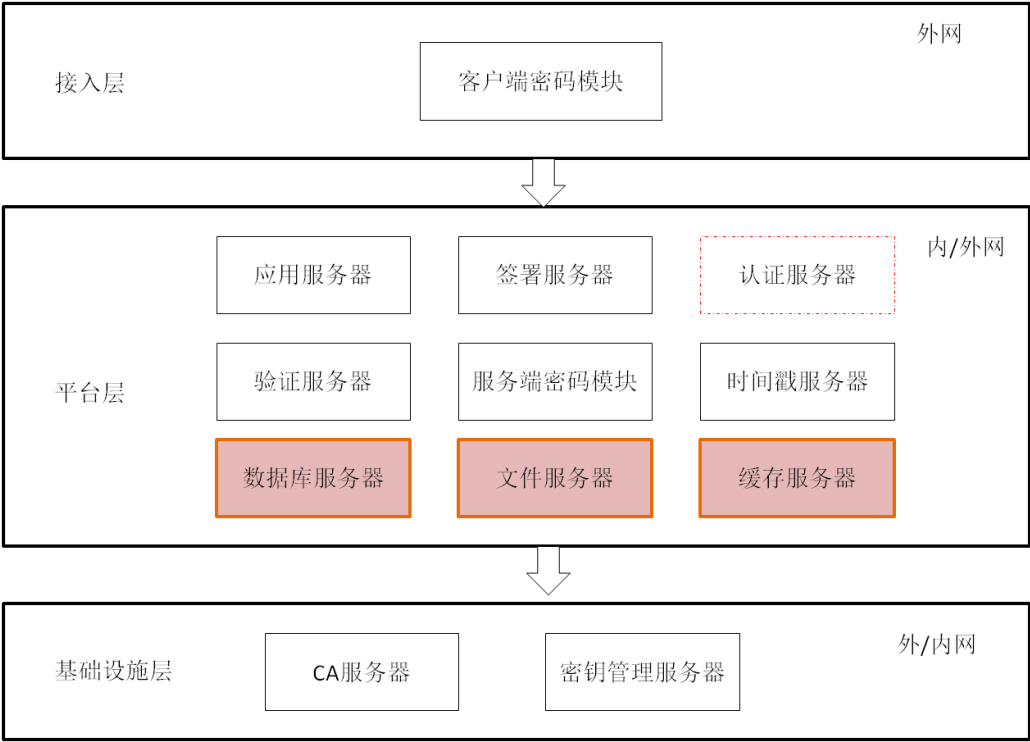 外网
接入层
客户端密码模块
内/外网
应用服务器
签署服务器
认证服务器
平台层
验证服务器
服务端密码模块
时间戳服务器
数据库服务器
文件服务器
缓存服务器
外/内网
基础设施层
CA服务器
密钥管理服务器